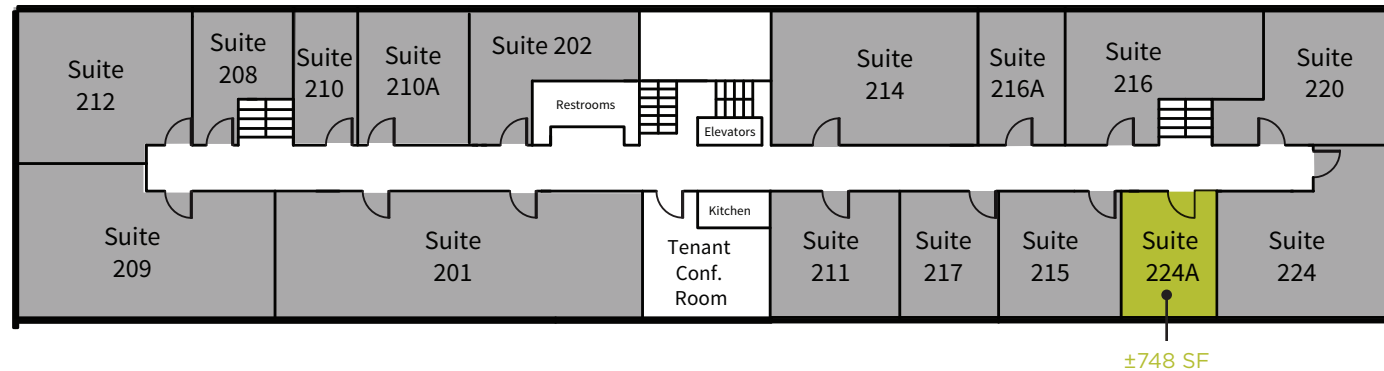 Suite
212
Suite
208
Suite
210
Suite
210A
Suite 202
Restrooms
Elevators
Suite
214
Suite
216A
Suite
216
Suite
220
Suite
209
Suite
201
Kitchen
Tenant
Conf.
Room
Suite
211
Suite
217
Suite
215
Suite
224A
Suite
224
±748 SF